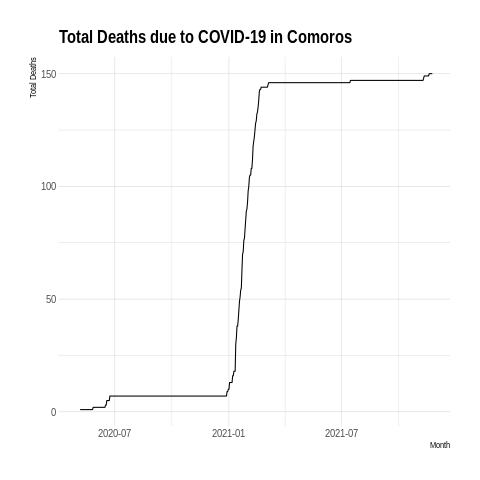 Total Deaths due to COVID-19 in Comoros
Total Deaths
150
100
50
0
2020-07
2021-01
2021-07
Month